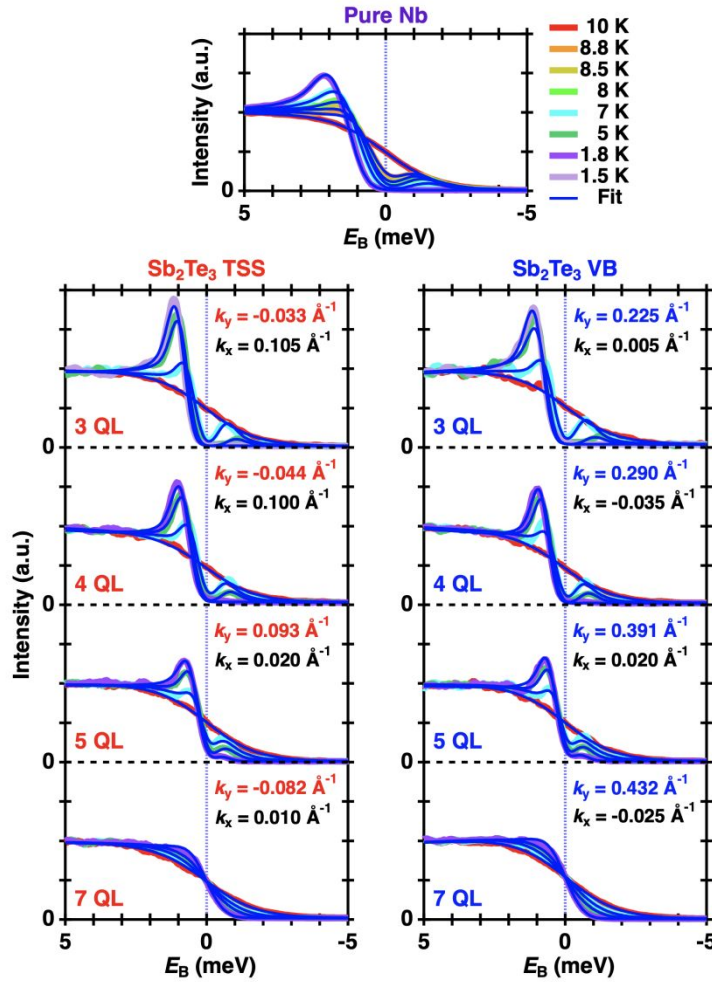 Pure Nb
Intensity (a.u.)
0
5 0 -5
E_B (meV)
10 K
8.8 K
8.5 K
8 K
7 K
5 K
1.8 K
1.5 K
Fit
Sb₂Te₃ TSS
Intensity (a.u.)
k_y = -0.033 Å⁻¹
k_x = 0.105 Å⁻¹
3 QL
0
k_y = -0.044 Å⁻¹
k_x = 0.100 Å⁻¹
4 QL
0
k_y = 0.093 Å⁻¹
k_x = 0.020 Å⁻¹
5 QL
0
k_y = -0.082 Å⁻¹
k_x = 0.010 Å⁻¹
7 QL
0
5 0 -5
E_B (meV)
Sb₂Te₃ VB
k_y = 0.225 Å⁻¹
k_x = 0.005 Å⁻¹
3 QL
0
k_y = 0.290 Å⁻¹
k_x = -0.035 Å⁻¹
4 QL
0
k_y = 0.391 Å⁻¹
k_x = 0.020 Å⁻¹
5 QL
0
k_y = 0.432 Å⁻¹
k_x = -0.025 Å⁻¹
7 QL
0
5 0 -5
E_B (meV)